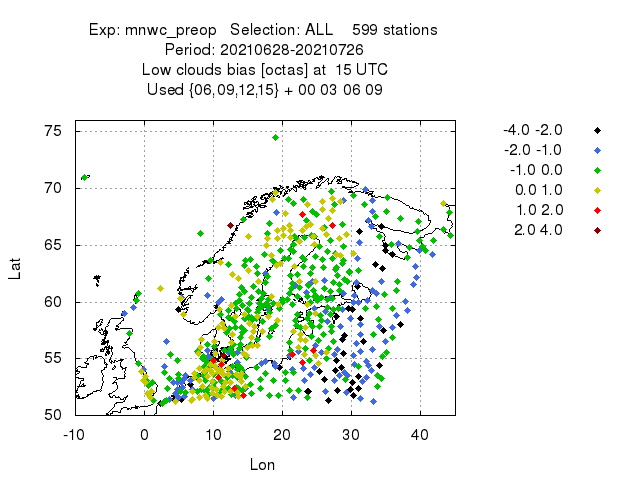 Exp: mnwc_preop Selection: ALL 599 stations
Period: 20210628-20210726
Low clouds bias [octas] at 15 UTC
Used {06,09,12,15} + 00 03 06 09
-4.0 -2.0
-2.0 -1.0
-1.0 0.0
0.0 1.0
1.0 2.0
2.0 4.0
75
70
65
60
55
50
Lat
-10 0 10 20 30 40
Lon